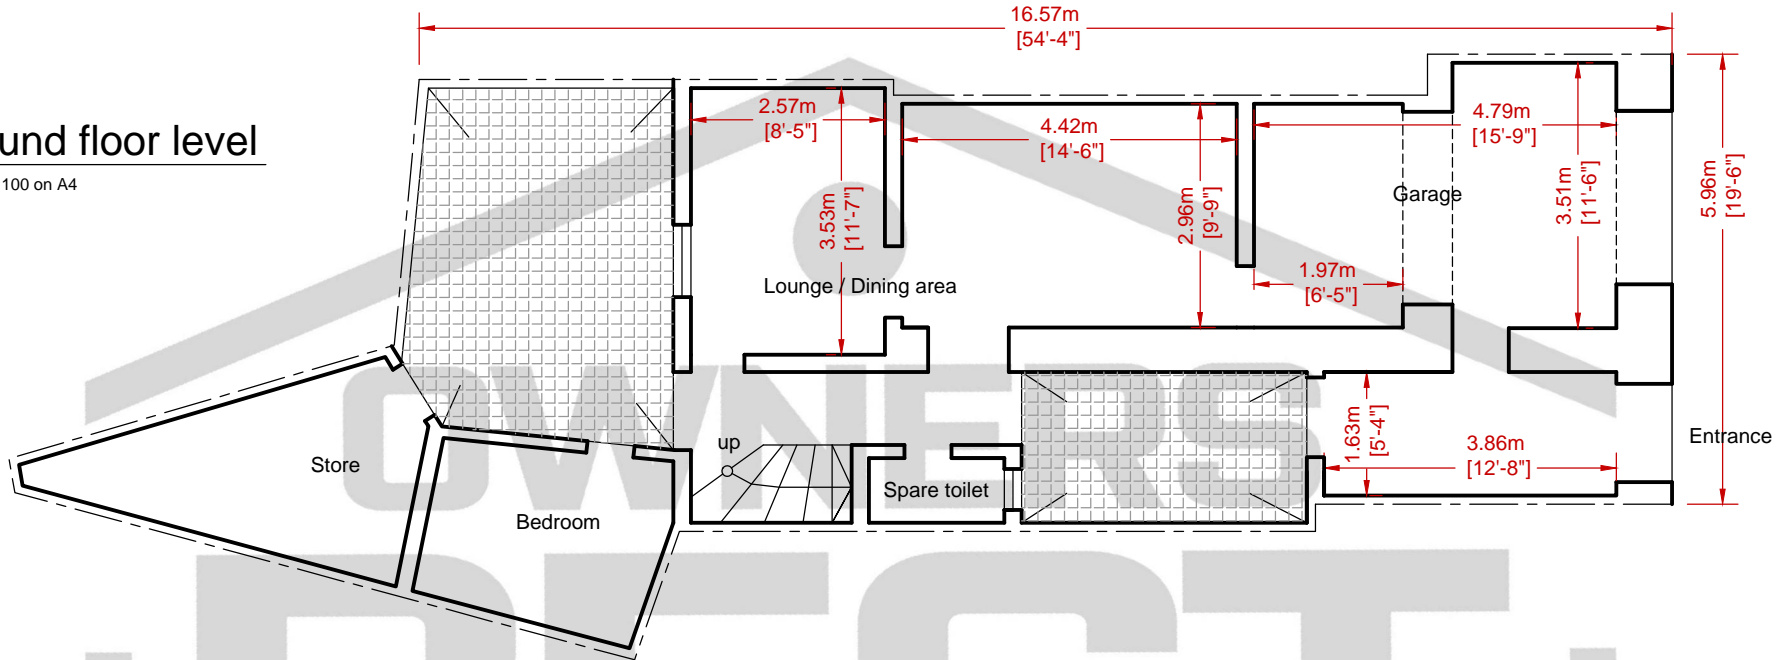 16.57m
[54'-4"]
und floor level
100 on A4
2.57m
[8'-5"]
4.42m
[14'-6"]
4.79m
[15'-9"]
3.53m
[11'-7"]
2.96m
[9'-9"]
Garage
3.51m
[11'-6"]
5.96m
[19'-6"]
Lounge / Dining area
1.97m
[6'-5"]
OWNERS
up
Store
Spare toilet
Bedroom
1.63m
[5'-4"]
3.86m
[12'-8"]
Entrance